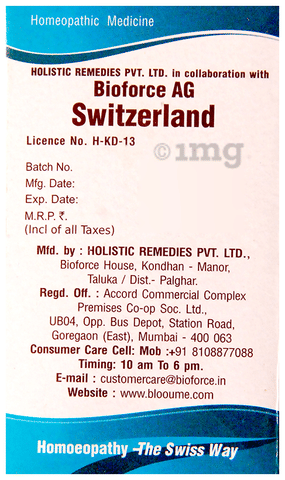 Homeopathic Medicine
HOLISTIC REMEDIES PVT. LTD. in collaboration with
Bioforce AG
Switzerland
© 1mg
Licence No. H-KD-13
Batch No.
Mfg. Date:
Exp. Date:
M.R.P. ₹.
(Incl of all Taxes)
Mfd. by : HOLISTIC REMEDIES PVT. LTD.,
Bioforce House, Kondhan - Manor,
Taluka / Dist.- Palghar.
Regd. Off. : Accord Commercial Complex
Premises Co-op Soc. Ltd.,
UB04, Opp. Bus Depot, Station Road,
Goregaon (East), Mumbai - 400 063
Consumer Care Cell: Mob :+91 8108877088
Timing: 10 am To 6 pm.
E-mail : customercare@bioforce.in
Website : www.blooume.com
Homoeopathy -The Swiss Way